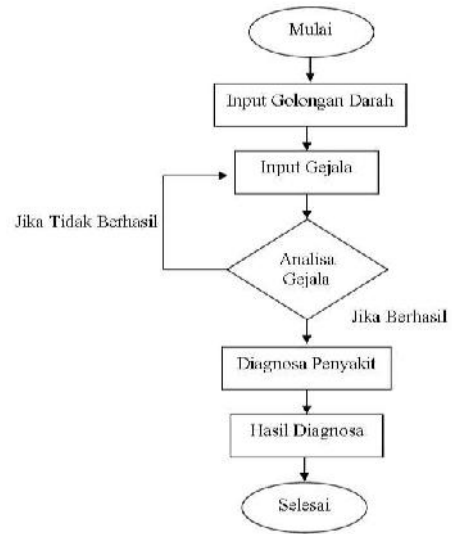 Mulai
Input Golongan Darah
Input Gejala
Jika Tidak Berhasil
Analisa
Gejala
Jika Berhasil
Diagnosa Penyakit
Hasil Diagnosa
Selesai